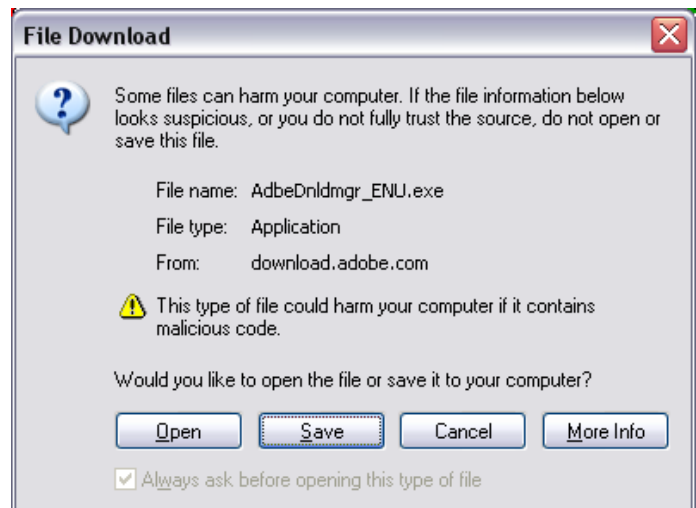 File Download
Some files can harm your computer. If the file information below
looks suspicious, or you do not fully trust the source, do not open or
save this file.
File name: AdbeDnldmgr_ENU.exe
File type: Application
From: download.adobe.com
This type of file could harm your computer if it contains
malicious code.
Would you like to open the file or save it to your computer?
Open Save Cancel More Info
Always ask before opening this type of file